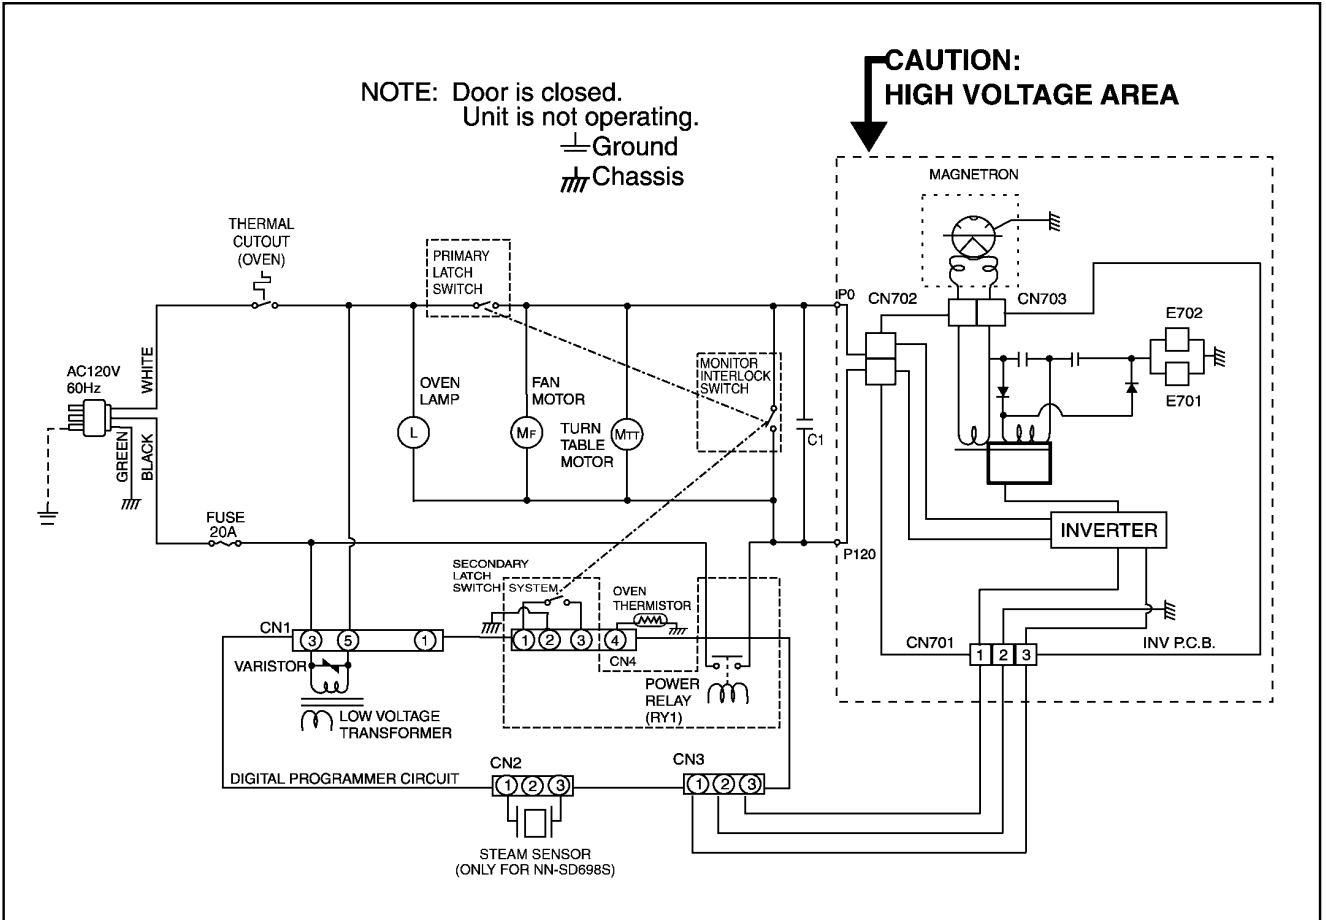 CAUTION:
HIGH VOLTAGE AREA
NOTE: Door is closed.
Unit is not operating.
Ground
Chassis
MAGNETRON
THERMAL
CUTOUT
(OVEN)
PRIMARY
LATCH
SWITCH
P0
CN702
CN703
E702
E701
AC120V
60Hz
WHITE
GREEN
BLACK
OVEN
LAMP
L
FAN
MOTOR
MF
TURN
TABLE
MOTOR
MTT
MONITOR
INTERLOCK
SWITCH
C1
FUSE
20A
INVERTER
P120
SECONDARY
LATCH
SWITCH
SYSTEM
OVEN
THERMISTOR
CN1
3 5 1
1 2 3 4
CN4
CN701
1 2 3
INV P.C.B.
VARISTOR
POWER
RELAY
(RY1)
LOW VOLTAGE
TRANSFORMER
DIGITAL PROGRAMMER CIRCUIT
CN2
1 2 3
CN3
1 2 3
STEAM SENSOR
(ONLY FOR NN-SD698S)